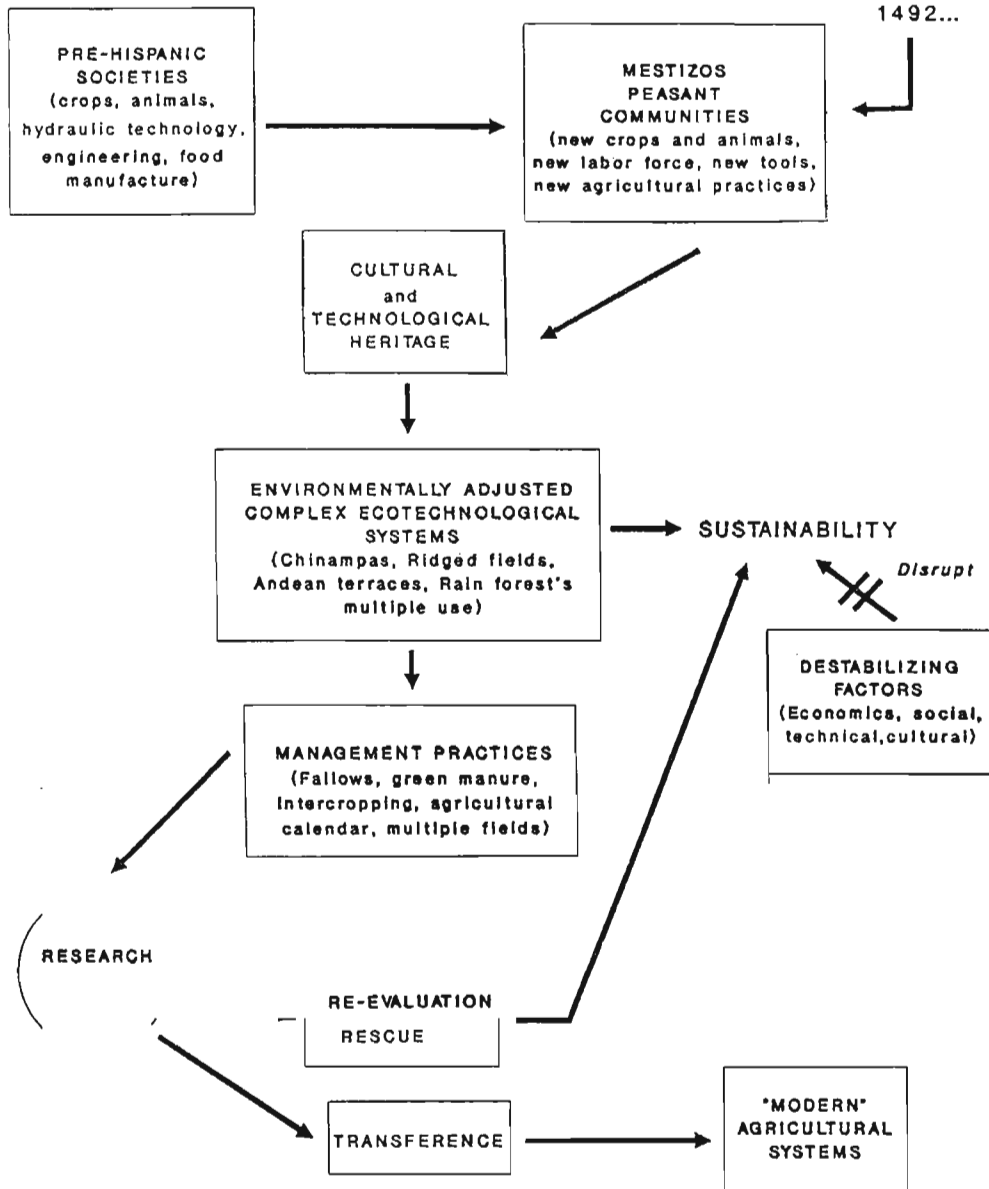 1492...
PRE-HISPANIC
SOCIETIES
(crops, animals,
hydraulic technology,
engineering, food
manufacture)
MESTIZOS
PEASANT
COMMUNITIES
(new crops and animals,
new labor force, new tools,
new agricultural practices)
CULTURAL
and
TECHNOLOGICAL
HERITAGE
ENVIRONMENTALLY ADJUSTED
COMPLEX ECOTECHNOLOGICAL
SYSTEMS
(Chinampas, Ridged fields,
Andean terraces, Rain forest's
multiple use)
SUSTAINABILITY
Disrupt
DESTABILIZING
FACTORS
(Economics, social,
technical,cultural)
MANAGEMENT PRACTICES
(Fallows, green manure,
Intercropping, agricultural
calendar, multiple fields)
RESEARCH
RE-EVALUATION
RESCUE
TRANSFERENCE
"MODERN"
AGRICULTURAL
SYSTEMS